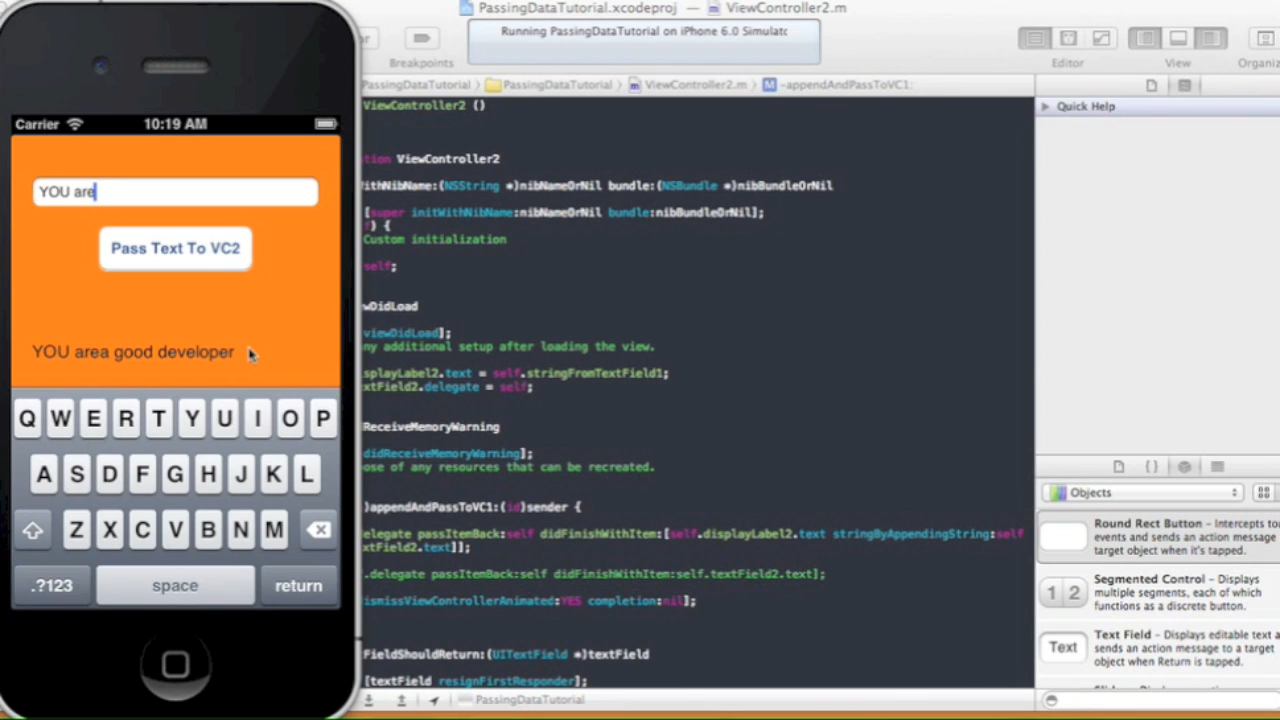 PassingDataTutorial.xcodeproj — ViewController2.m
Running PassingDataTutorial on iPhone 6.0 Simulatc
Breakpoints
Editor
View
Organiz
PassingDataTutorial
PassingDataTutorial
ViewController2.m
M
-appendAndPassToVC1:
Carrier
10:19 AM
YOU are
Pass Text To VC2
YOU area good developer
Q W E R T Y U I O P
A S D F G H J K L
Z X C V B N M
.?123
space
return
ViewController2 ()
tion ViewController2
ithNibName:(NSString *)nibNameOrNil bundle:(NSBundle *)nibBundleOrNil
[super initWithNibName:nibNameOrNil bundle:nibBundleOrNil];
f) {
Custom initialization
self;
wDidLoad
viewDidLoad];
ny additional setup after loading the view.
splayLabel2.text = self.stringFromTextField1;
xtField2.delegate = self;
ReceiveMemoryWarning
didReceiveMemoryWarning];
ose of any resources that can be recreated.
)appendAndPassToVC1:(id)sender {
elegate passItemBack:self didFinishWithItem:[self.displayLabel2.text stringByAppendingString:self
xtField2.text]];
.delegate passItemBack:self didFinishWithItem:self.textField2.text];
ismissViewControllerAnimated:YES completion:nil];
FieldShouldReturn:(UITextField *)textField
[textField resignFirstResponder];
PassingDataTutorial
Quick Help
{ }
Objects
Round Rect Button – Intercepts to
events and sends an action message
target object when it's tapped.
1 2
Segmented Control – Displays
multiple segments, each of which
functions as a discrete button.
Text
Text Field – Displays editable text a
sends an action message to a target
object when Return is tapped.